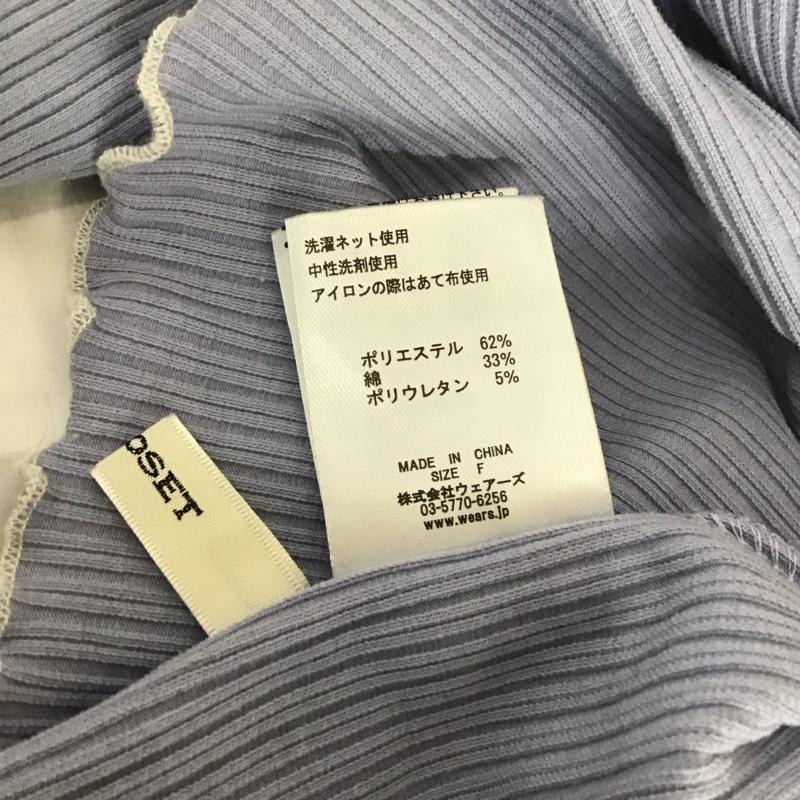 洗濯ネット使用
中性洗剤使用
アイロンの際はあて布使用
ポリエステル 62%
綿 33%
ポリウレタン 5%
MADE IN CHINA
SIZE F
株式会社ウェアーズ
03-5770-6256
www.wears.jp
OSET